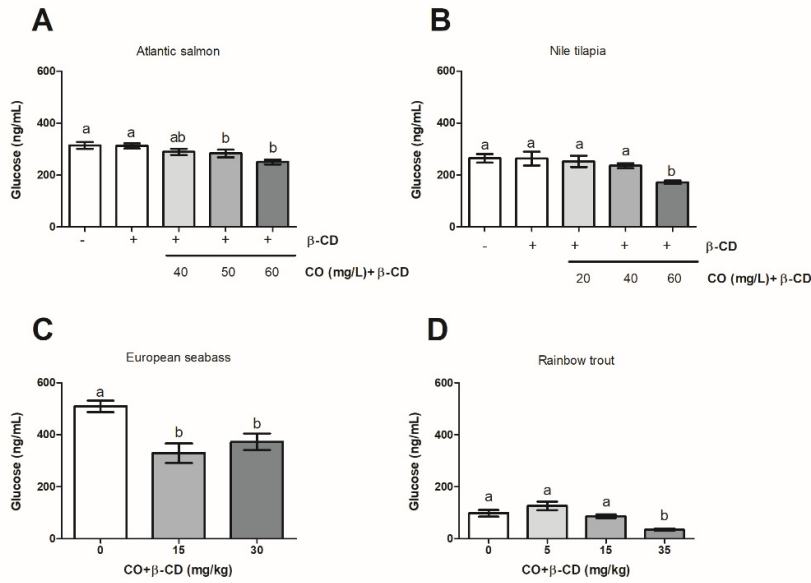 A
Atlantic salmon
Glucose (ng/mL)
600
400
200
0
a a ab b b
- + + + + β-CD
40 50 60 CO (mg/L)+ β-CD
B
Nile tilapia
Glucose (ng/mL)
600
400
200
0
a a a a b
- + + + + β-CD
20 40 60 CO (mg/L)+ β-CD
C
European seabass
Glucose (ng/mL)
600
400
200
0
a b b
0 15 30
CO+β-CD (mg/kg)
D
Rainbow trout
Glucose (ng/mL)
600
400
200
0
a a a b
0 5 15 35
CO+β-CD (mg/kg)